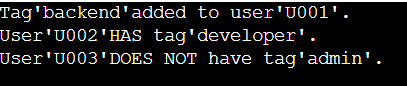 Tag'backend'added to user'U001'.
User'U002'HAS tag'developer'.
User'U003'DOES NOT have tag'admin'.